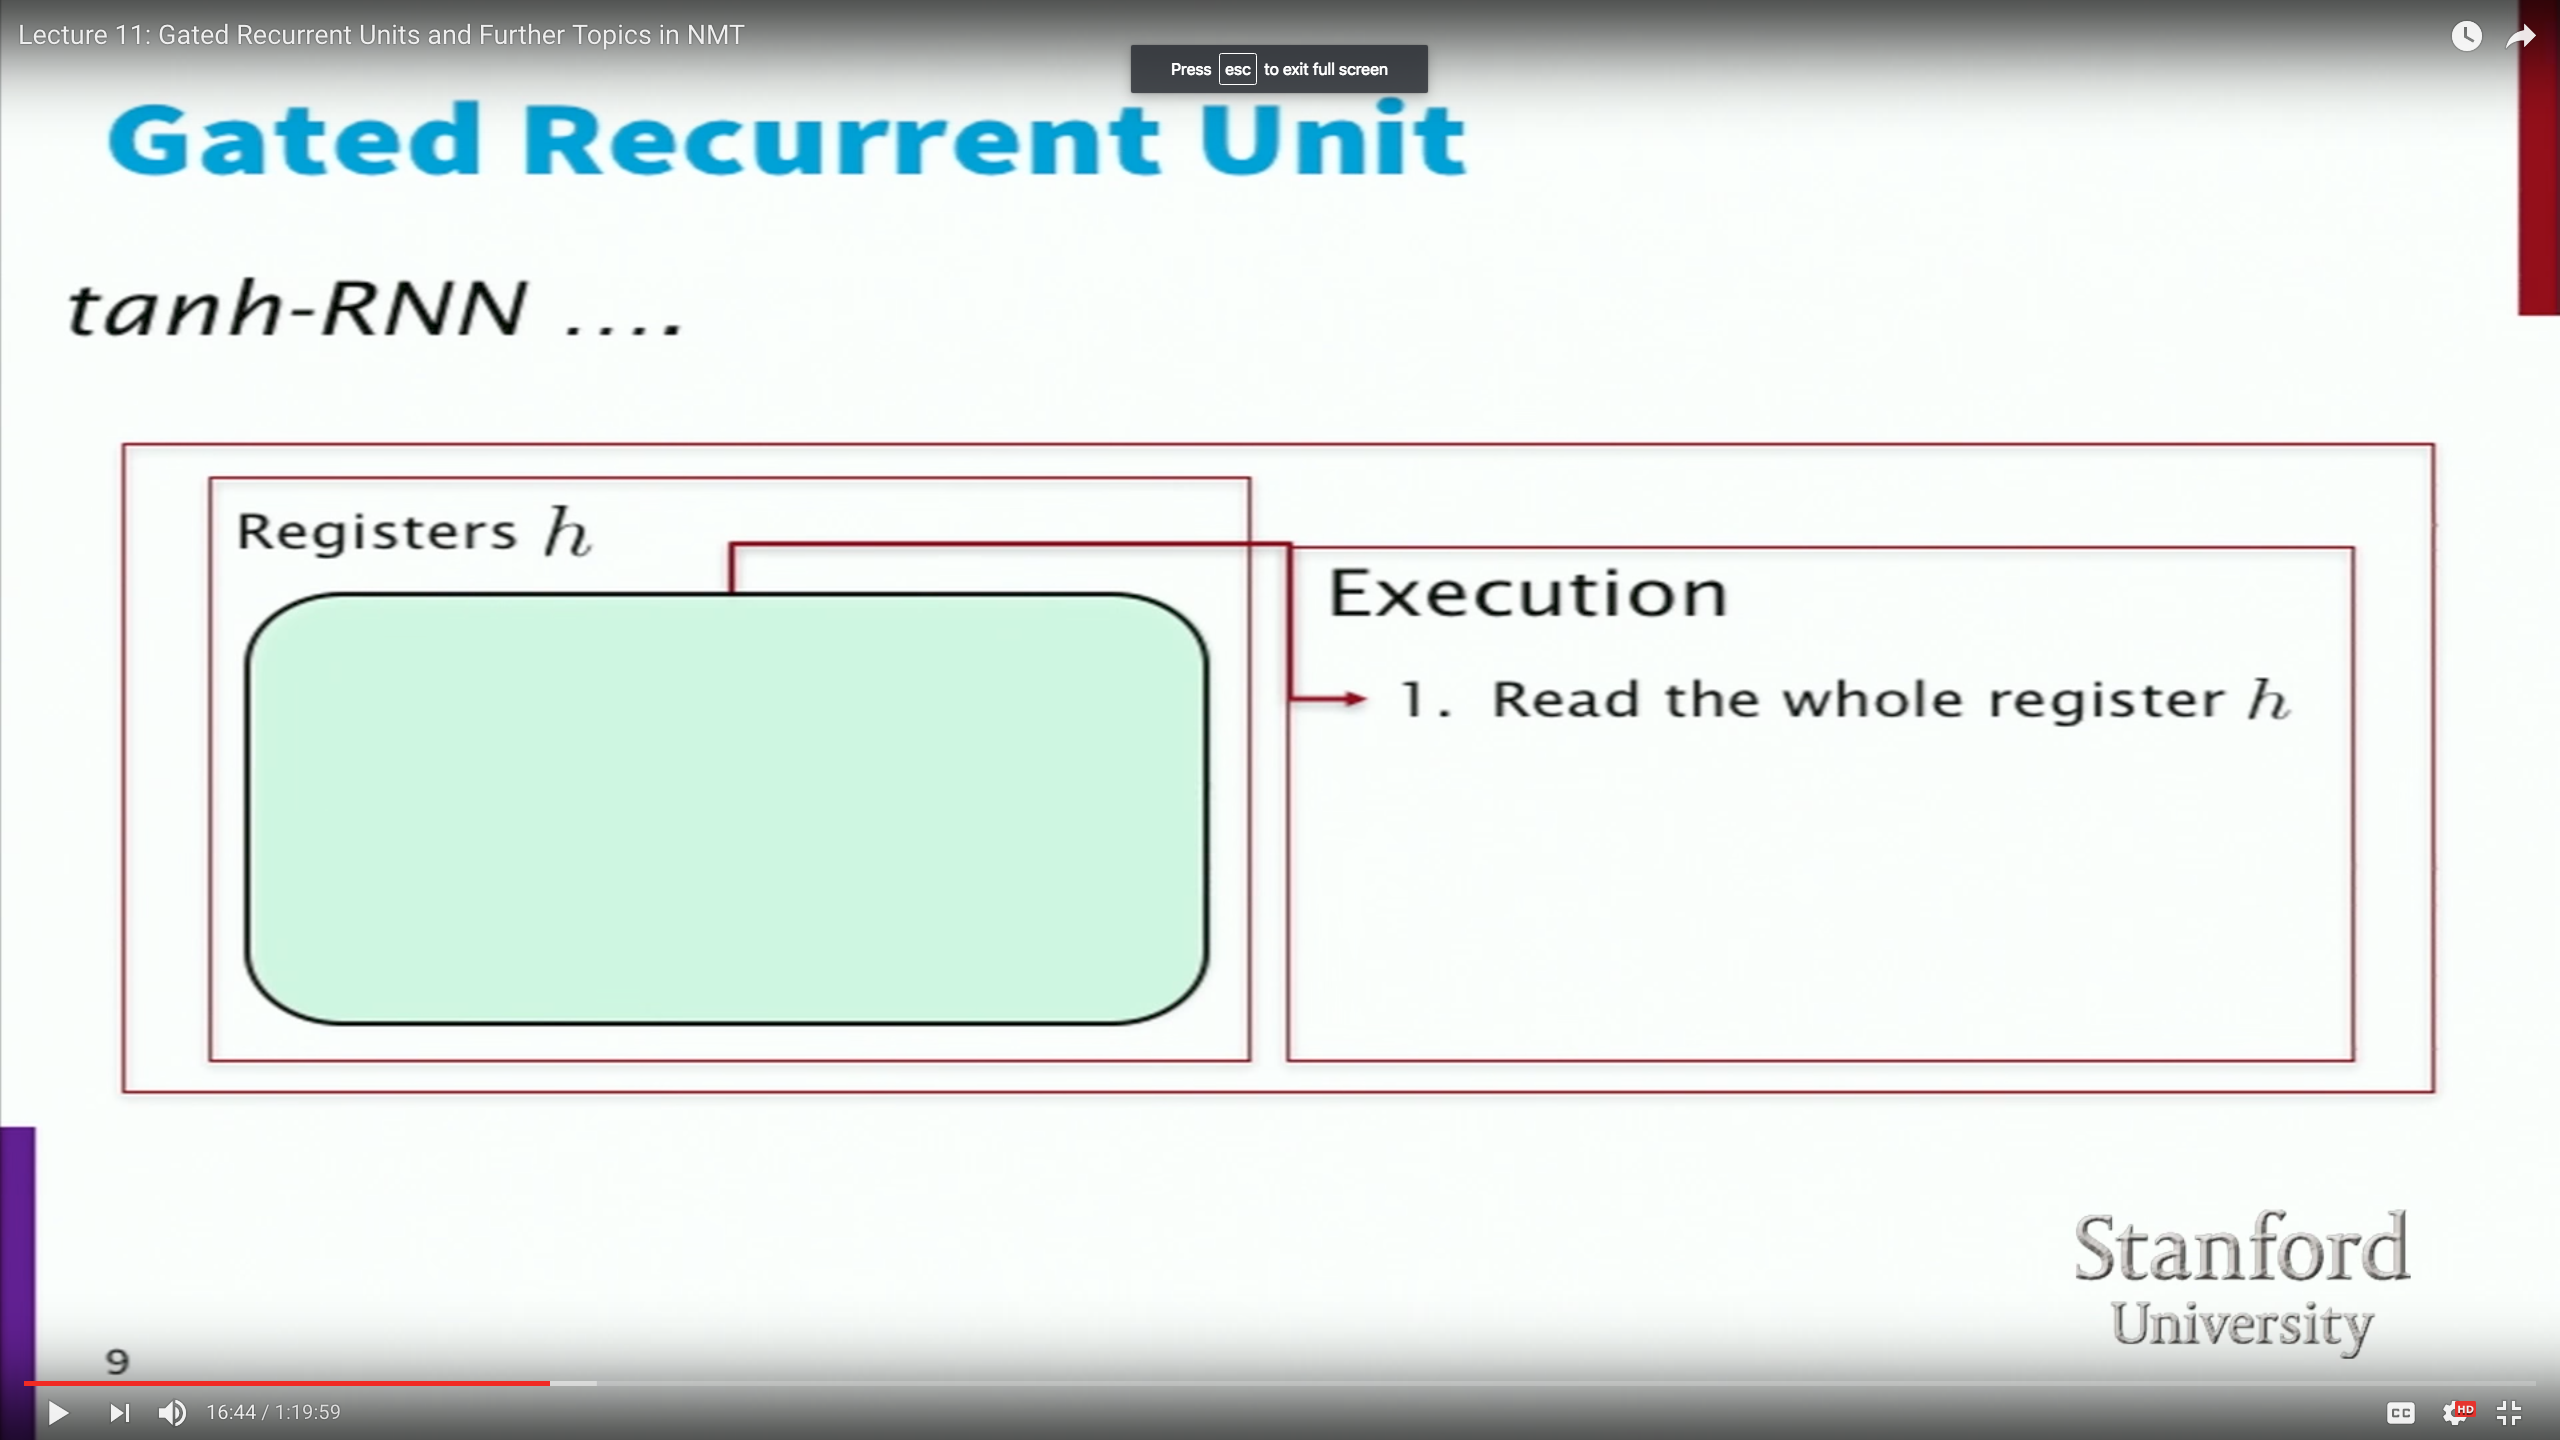 Lecture 11: Gated Recurrent Units and Further Topics in NMT
Press esc to exit full screen
Gated Recurrent Unit
tanh-RNN ....
Registers h
Execution
1. Read the whole register h
Stanford
University
9
16:44 / 1:19:59
CC
HD